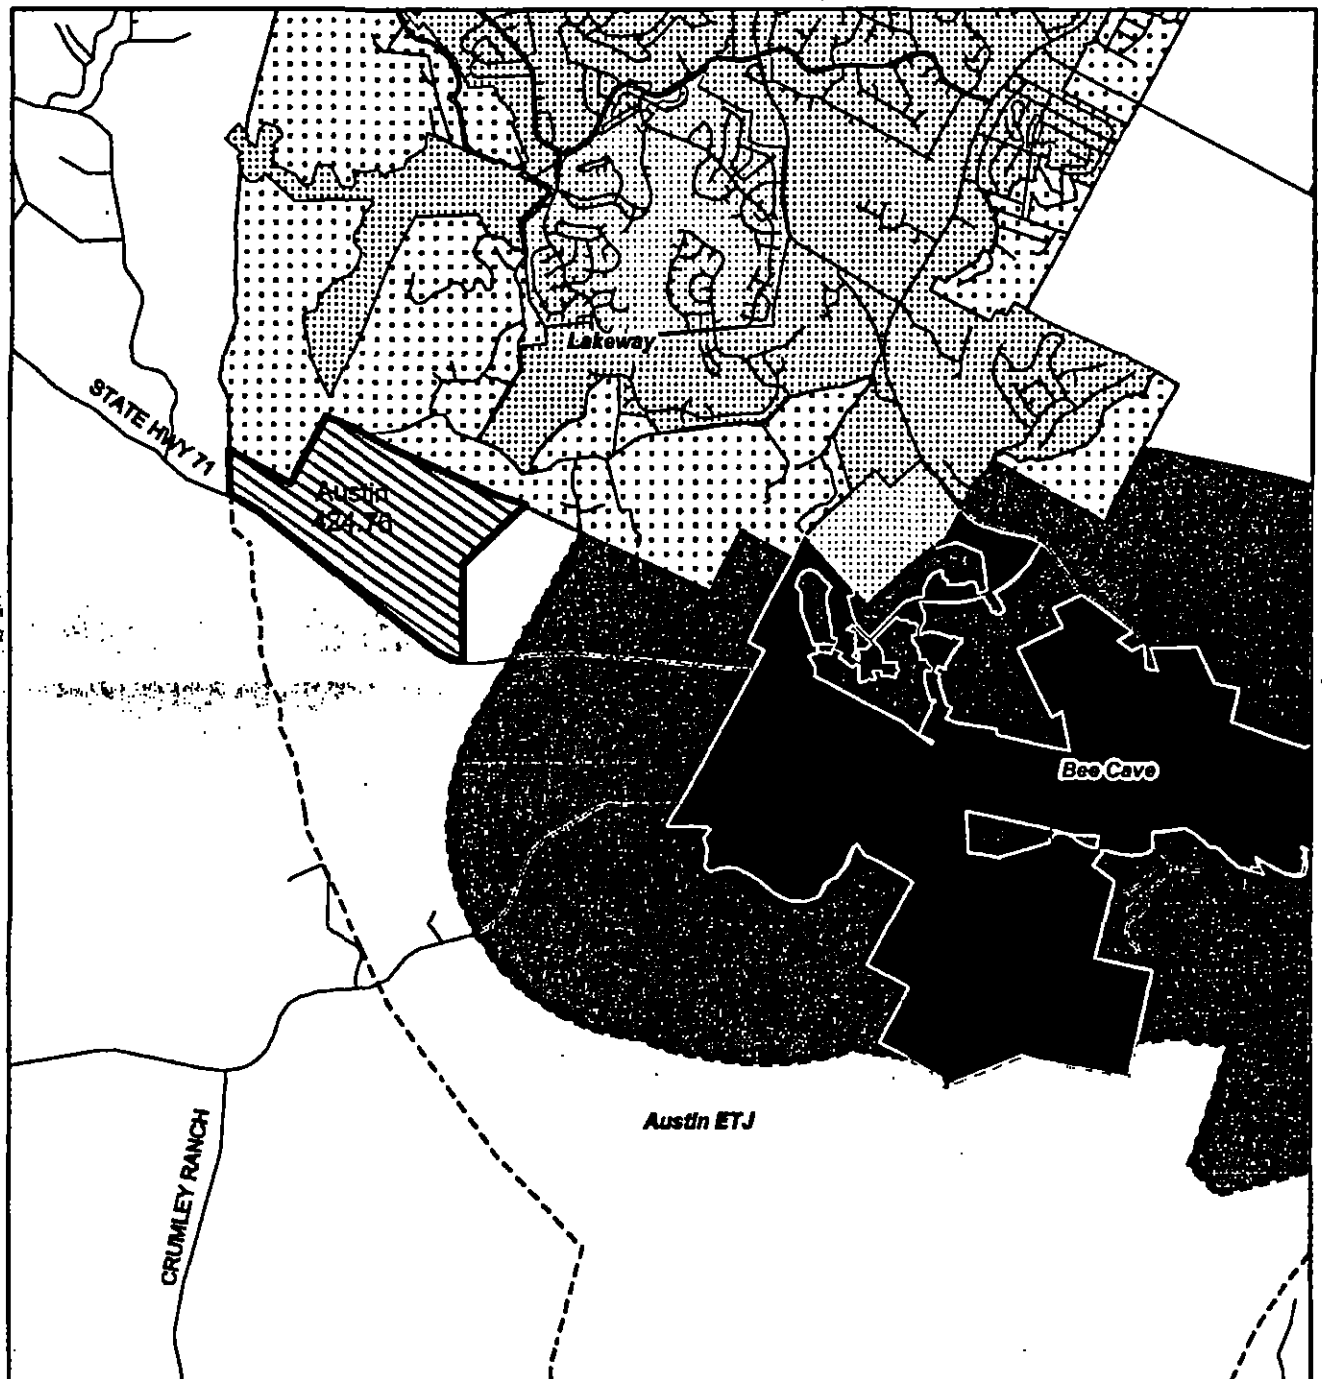 Lakeway
STATE HWY 71
Austin
424.76
Bee Cave
Austin ETJ
CRUMLEY RANCH